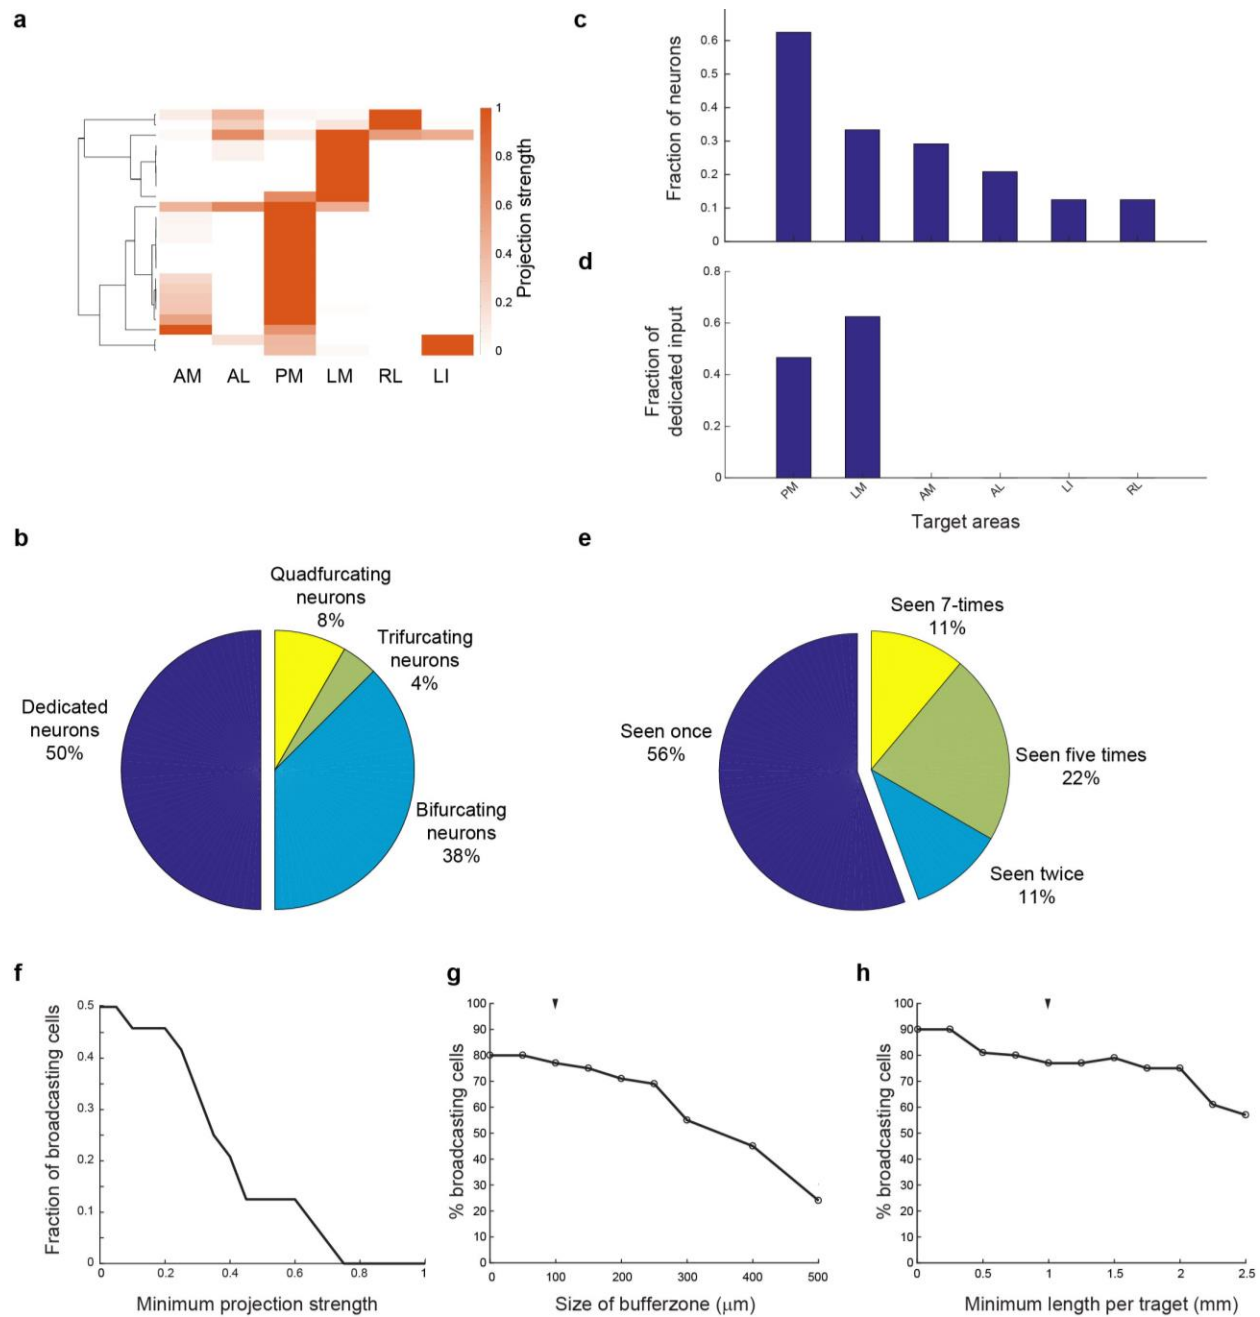 a
1
0.8
0.6
0.4
0.2
0
Projection strength
AM AL PM LM RL LI
c
0.6
0.5
0.4
0.3
0.2
0.1
0
Fraction of neurons
d
0.8
0.6
0.4
0.2
0
Fraction of
dedicated input
PM LM AM AL LI RL
Target areas
b
Quadfurcating
neurons
8%
Trifurcating
neurons
4%
Dedicated
neurons
50%
Bifurcating
neurons
38%
e
Seen 7-times
11%
Seen once
56%
Seen five times
22%
Seen twice
11%
f
Fraction of broadcasting cells
0.5
0.4
0.3
0.2
0.1
0
0 0.2 0.4 0.6 0.8 1
Minimum projection strength
g
% broadcasting cells
100
90
80
70
60
50
40
30
20
10
0
0 100 200 300 400 500
Size of bufferzone (μm)
h
% broadcasting cells
100
90
80
70
60
50
40
30
20
10
0
0 0.5 1 1.5 2 2.5
Minimum length per traget (mm)